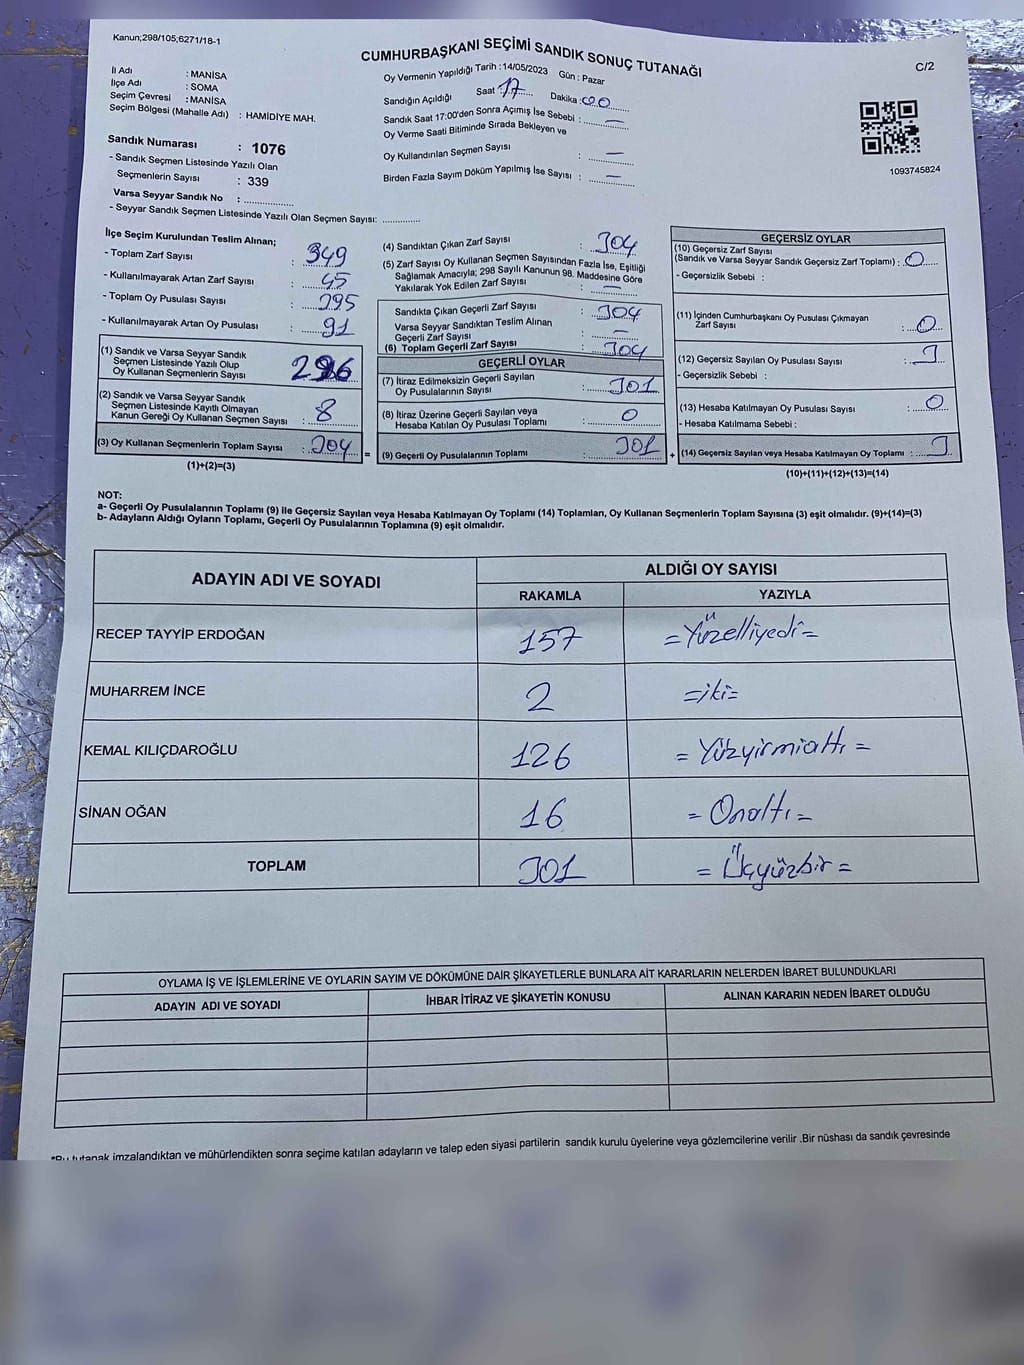 Kanun;298/105;6271/18-1
CUMHURBAŞKANI SEÇİMİ SANDIK SONUÇ TUTANAĞI
C/2
İl Adı : MANİSA
İlçe Adı : SOMA
Seçim Çevresi : MANİSA
Seçim Bölgesi (Mahalle Adı) : HAMİDİYE MAH.
Sandık Numarası : 1076
- Sandık Seçmen Listesinde Yazılı Olan
Seçmenlerin Sayısı : 339
Varsa Seyyar Sandık No : ..............
- Seyyar Sandık Seçmen Listesinde Yazılı Olan Seçmen Sayısı: ............
Oy Vermenin Yapıldığı Tarih :14/05/2023 Gün : Pazar
Sandığın Açıldığı Saat 17 Dakika : 00
Sandık Saat 17:00'den Sonra Açımış İse Sebebi : —
Oy Verme Saati Bitiminde Sırada Bekleyen ve
Oy Kullandırılan Seçmen Sayısı : —
Birden Fazla Sayım Döküm Yapılmış İse Sayısı : —
1093745824
İlçe Seçim Kurulundan Teslim Alınan;
- Toplam Zarf Sayısı : 349
- Kullanılmayarak Artan Zarf Sayısı : 45
- Toplam Oy Pusulası Sayısı : 395
- Kullanılmayarak Artan Oy Pusulası : 91
(1) Sandık ve Varsa Seyyar Sandık
Seçmen Listesinde Yazılı Olup
Oy Kullanan Seçmenlerin Sayısı : 296
(2) Sandık ve Varsa Seyyar Sandık
Seçmen Listesinde Kayıtlı Olmayan
Kanun Gereği Oy Kullanan Seçmen Sayısı : 8
(3) Oy Kullanan Seçmenlerin Toplam Sayısı : 304 =
(1)+(2)=(3)
(4) Sandıktan Çıkan Zarf Sayısı : 304
(5) Zarf Sayısı Oy Kullanan Seçmen Sayısından Fazla İse, Eşitliği
Sağlamak Amacıyla; 298 Sayılı Kanunun 98. Maddesine Göre
Yakılarak Yok Edilen Zarf Sayısı : —
Sandıkta Çıkan Geçerli Zarf Sayısı : 304
Varsa Seyyar Sandıktan Teslim Alınan
Geçerli Zarf Sayısı : —
(6) Toplam Geçerli Zarf Sayısı : 304
GEÇERLİ OYLAR
(7) İtiraz Edilmeksizin Geçerli Sayılan
Oy Pusulalarının Sayısı : 301
(8) İtiraz Üzerine Geçerli Sayılan veya
Hesaba Katılan Oy Pusulası Toplamı : 0
(9) Geçerli Oy Pusulalarının Toplamı : 301 +
GEÇERSİZ OYLAR
(10) Geçersiz Zarf Sayısı
(Sandık ve Varsa Seyyar Sandık Geçersiz Zarf Toplamı) : 0
- Geçersizlik Sebebi :
(11) İçinden Cumhurbaşkanı Oy Pusulası Çıkmayan
Zarf Sayısı : 0
(12) Geçersiz Sayılan Oy Pusulası Sayısı : 3
- Geçersizlik Sebebi :
(13) Hesaba Katılmayan Oy Pusulası Sayısı : 0
- Hesaba Katılmama Sebebi :
(14) Geçersiz Sayılan veya Hesaba Katılmayan Oy Toplamı : 3
(10)+(11)+(12)+(13)=(14)
NOT:
a- Geçerli Oy Pusulalarının Toplamı (9) ile Geçersiz Sayılan veya Hesaba Katılmayan Oy Toplamı (14) Toplamları, Oy Kullanan Seçmenlerin Toplam Sayısına (3) eşit olmalıdır. (9)+(14)=(3)
b- Adayların Aldığı Oyların Toplamı, Geçerli Oy Pusulalarının Toplamına (9) eşit olmalıdır.
ADAYIN ADI VE SOYADI
ALDIĞI OY SAYISI
RAKAMLA YAZIYLA
RECEP TAYYİP ERDOĞAN 157 =Yüzelliyedi=
MUHARREM İNCE 2 =iki=
KEMAL KILIÇDAROĞLU 126 = Yüzyirmialtı =
SİNAN OĞAN 16 = Onaltı =
TOPLAM 301 = Üçyüzbir =
OYLAMA İŞ VE İŞLEMLERİNE VE OYLARIN SAYIM VE DÖKÜMÜNE DAİR ŞİKAYETLERLE BUNLARA AİT KARARLARIN NELERDEN İBARET BULUNDUKLARI
ADAYIN ADI VE SOYADI İHBAR İTİRAZ VE ŞİKAYETİN KONUSU ALINAN KARARIN NEDEN İBARET OLDUĞU
*Bu tutanak imzalandıktan ve mühürlendikten sonra seçime katılan adayların ve talep eden siyasi partilerin sandık kurulu üyelerine veya gözlemcilerine verilir .Bir nüshası da sandık çevresinde